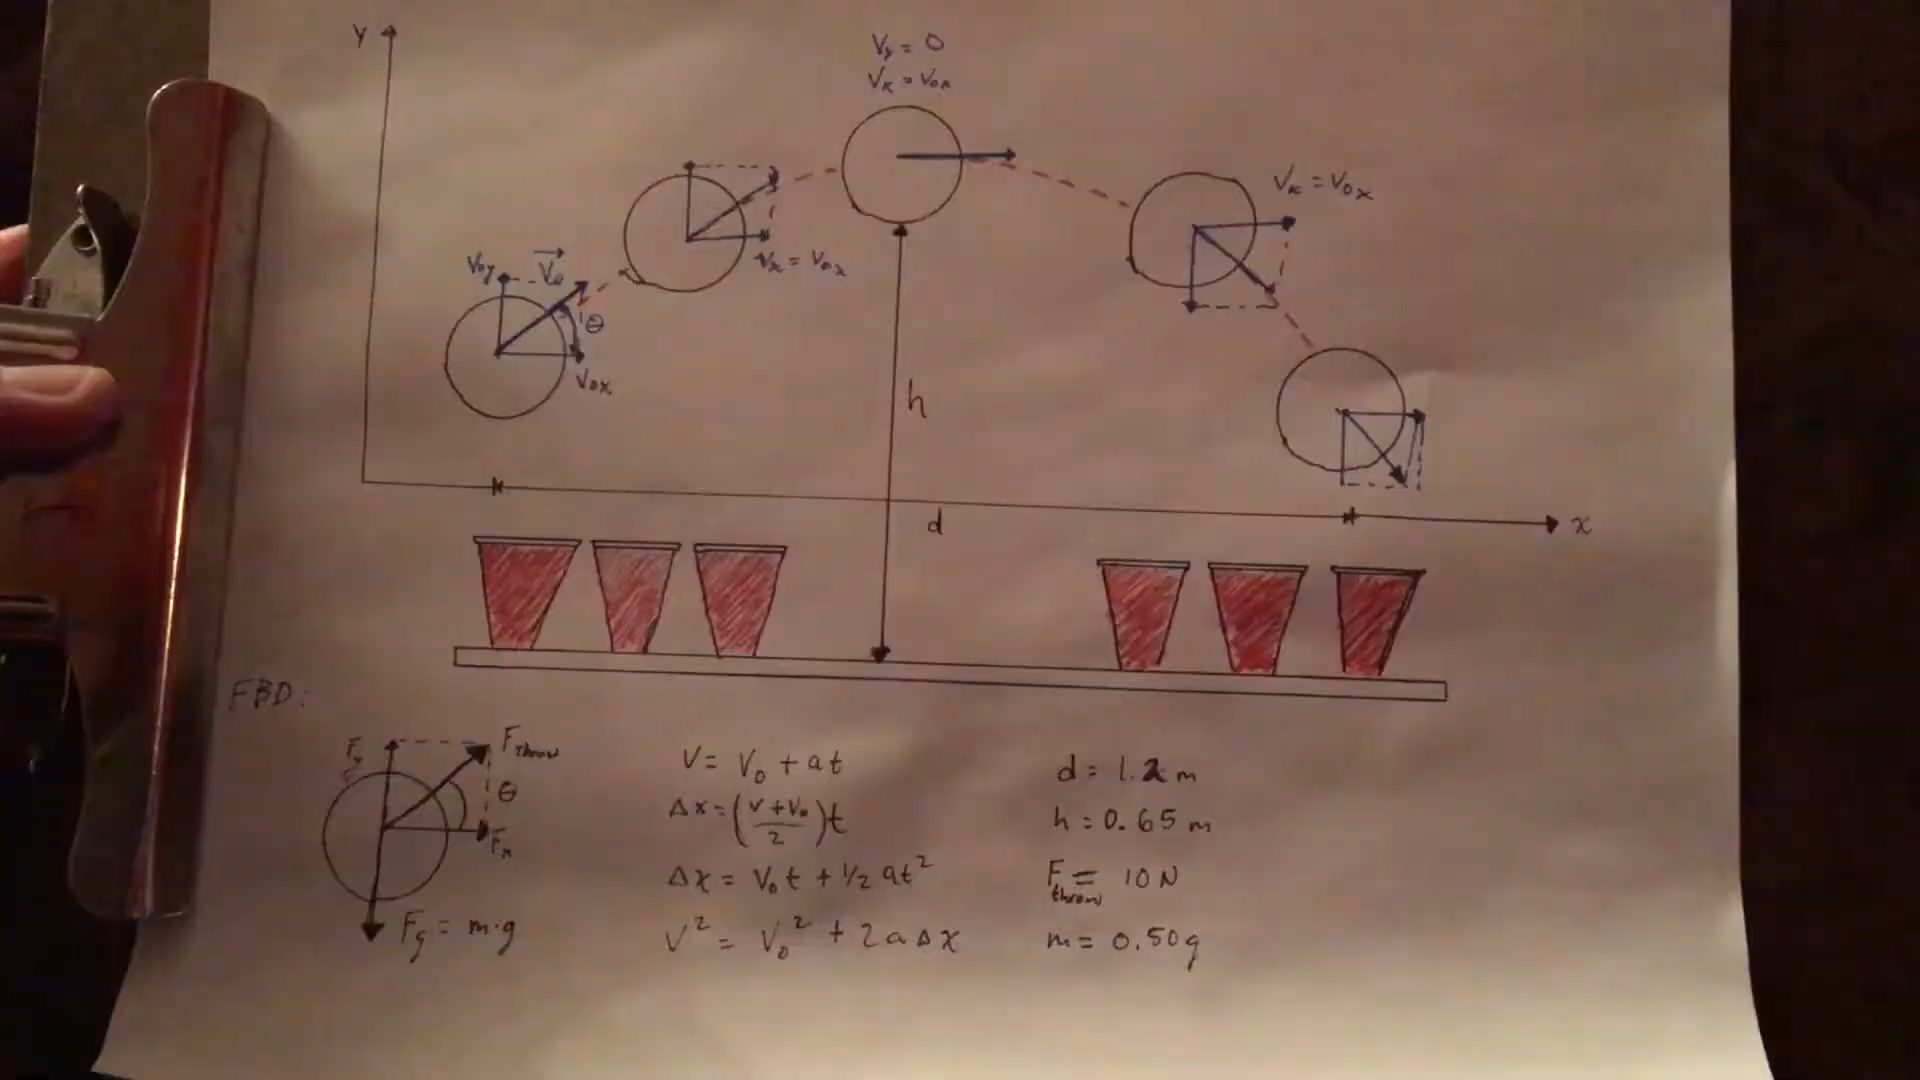 y
Vy = 0
Vx = V0x
Vx = V0x
V0y
V0
Vx = V0x
θ
V0x
h
d
x
FBD:
Fy
Fthrow
θ
Fx
Fg = m·g
V = V0 + at
Δx = (V + V0 / 2)t
Δx = V0t + 1/2 at²
V² = V0² + 2aΔx
d = 1.2 m
h = 0.65 m
Fthrow = 10 N
m = 0.50g